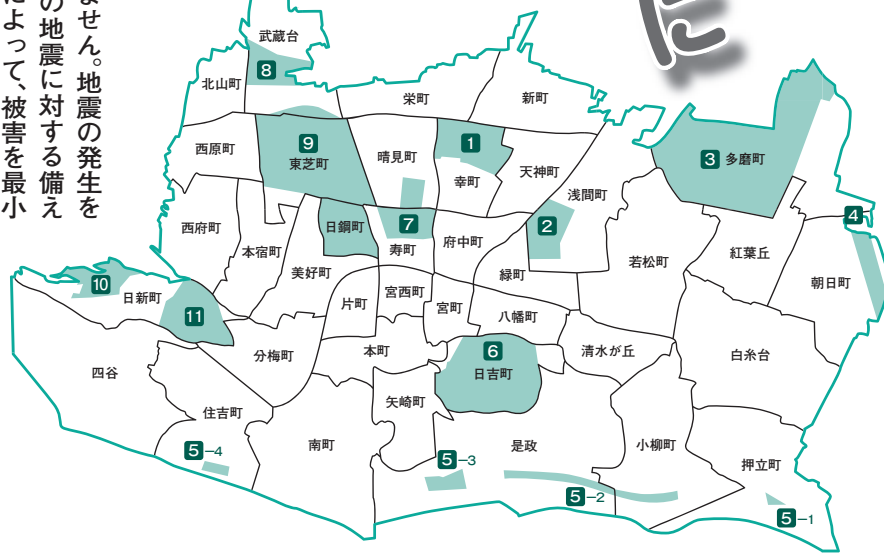 に
ません。地震の発生を
の地震に対する備え
によって、被害を最小
武蔵台
8
北山町
栄町
新町
西原町
9
東芝町
晴見町
1
幸町
天神町
浅間町
3 多磨町
西府町
本宿町
日鋼町
7
寿町
府中町
2
緑町
若松町
紅葉丘
4
朝日町
10
日新町
11
美好町
片町
宮西町
宮町
八幡町
四谷
分梅町
本町
6
日吉町
清水が丘
白糸台
住吉町
矢崎町
5-4
南町
5-3
是政
5-2
小柳町
押立町
5-1